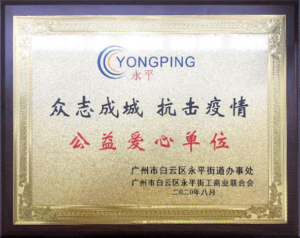 YONGPING
永平
众志成城 抗击疫情
公益爱心单位
广州市白云区永平街道办事处
广州市白云区永平街工商业联合会
二〇二〇年八月